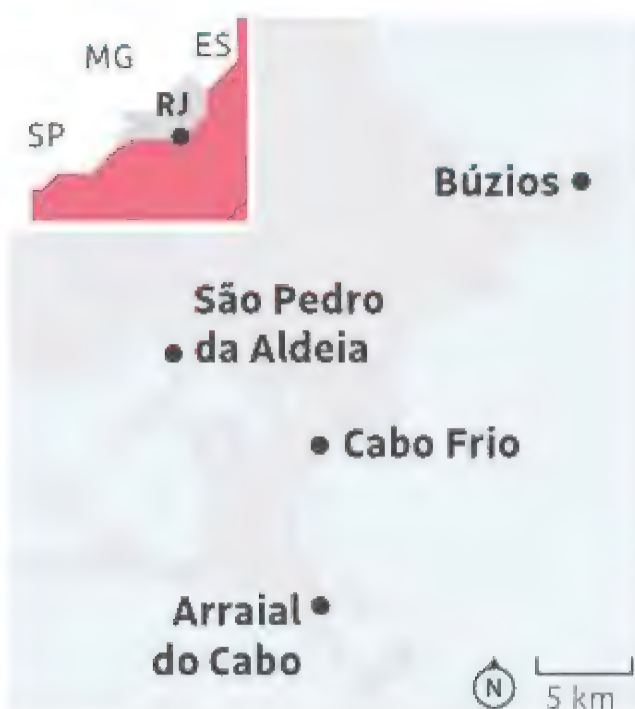 MG
ES
RJ
SP
Búzios
São Pedro
da Aldeia
Cabo Frio
Arraial
do Cabo
N
5 km